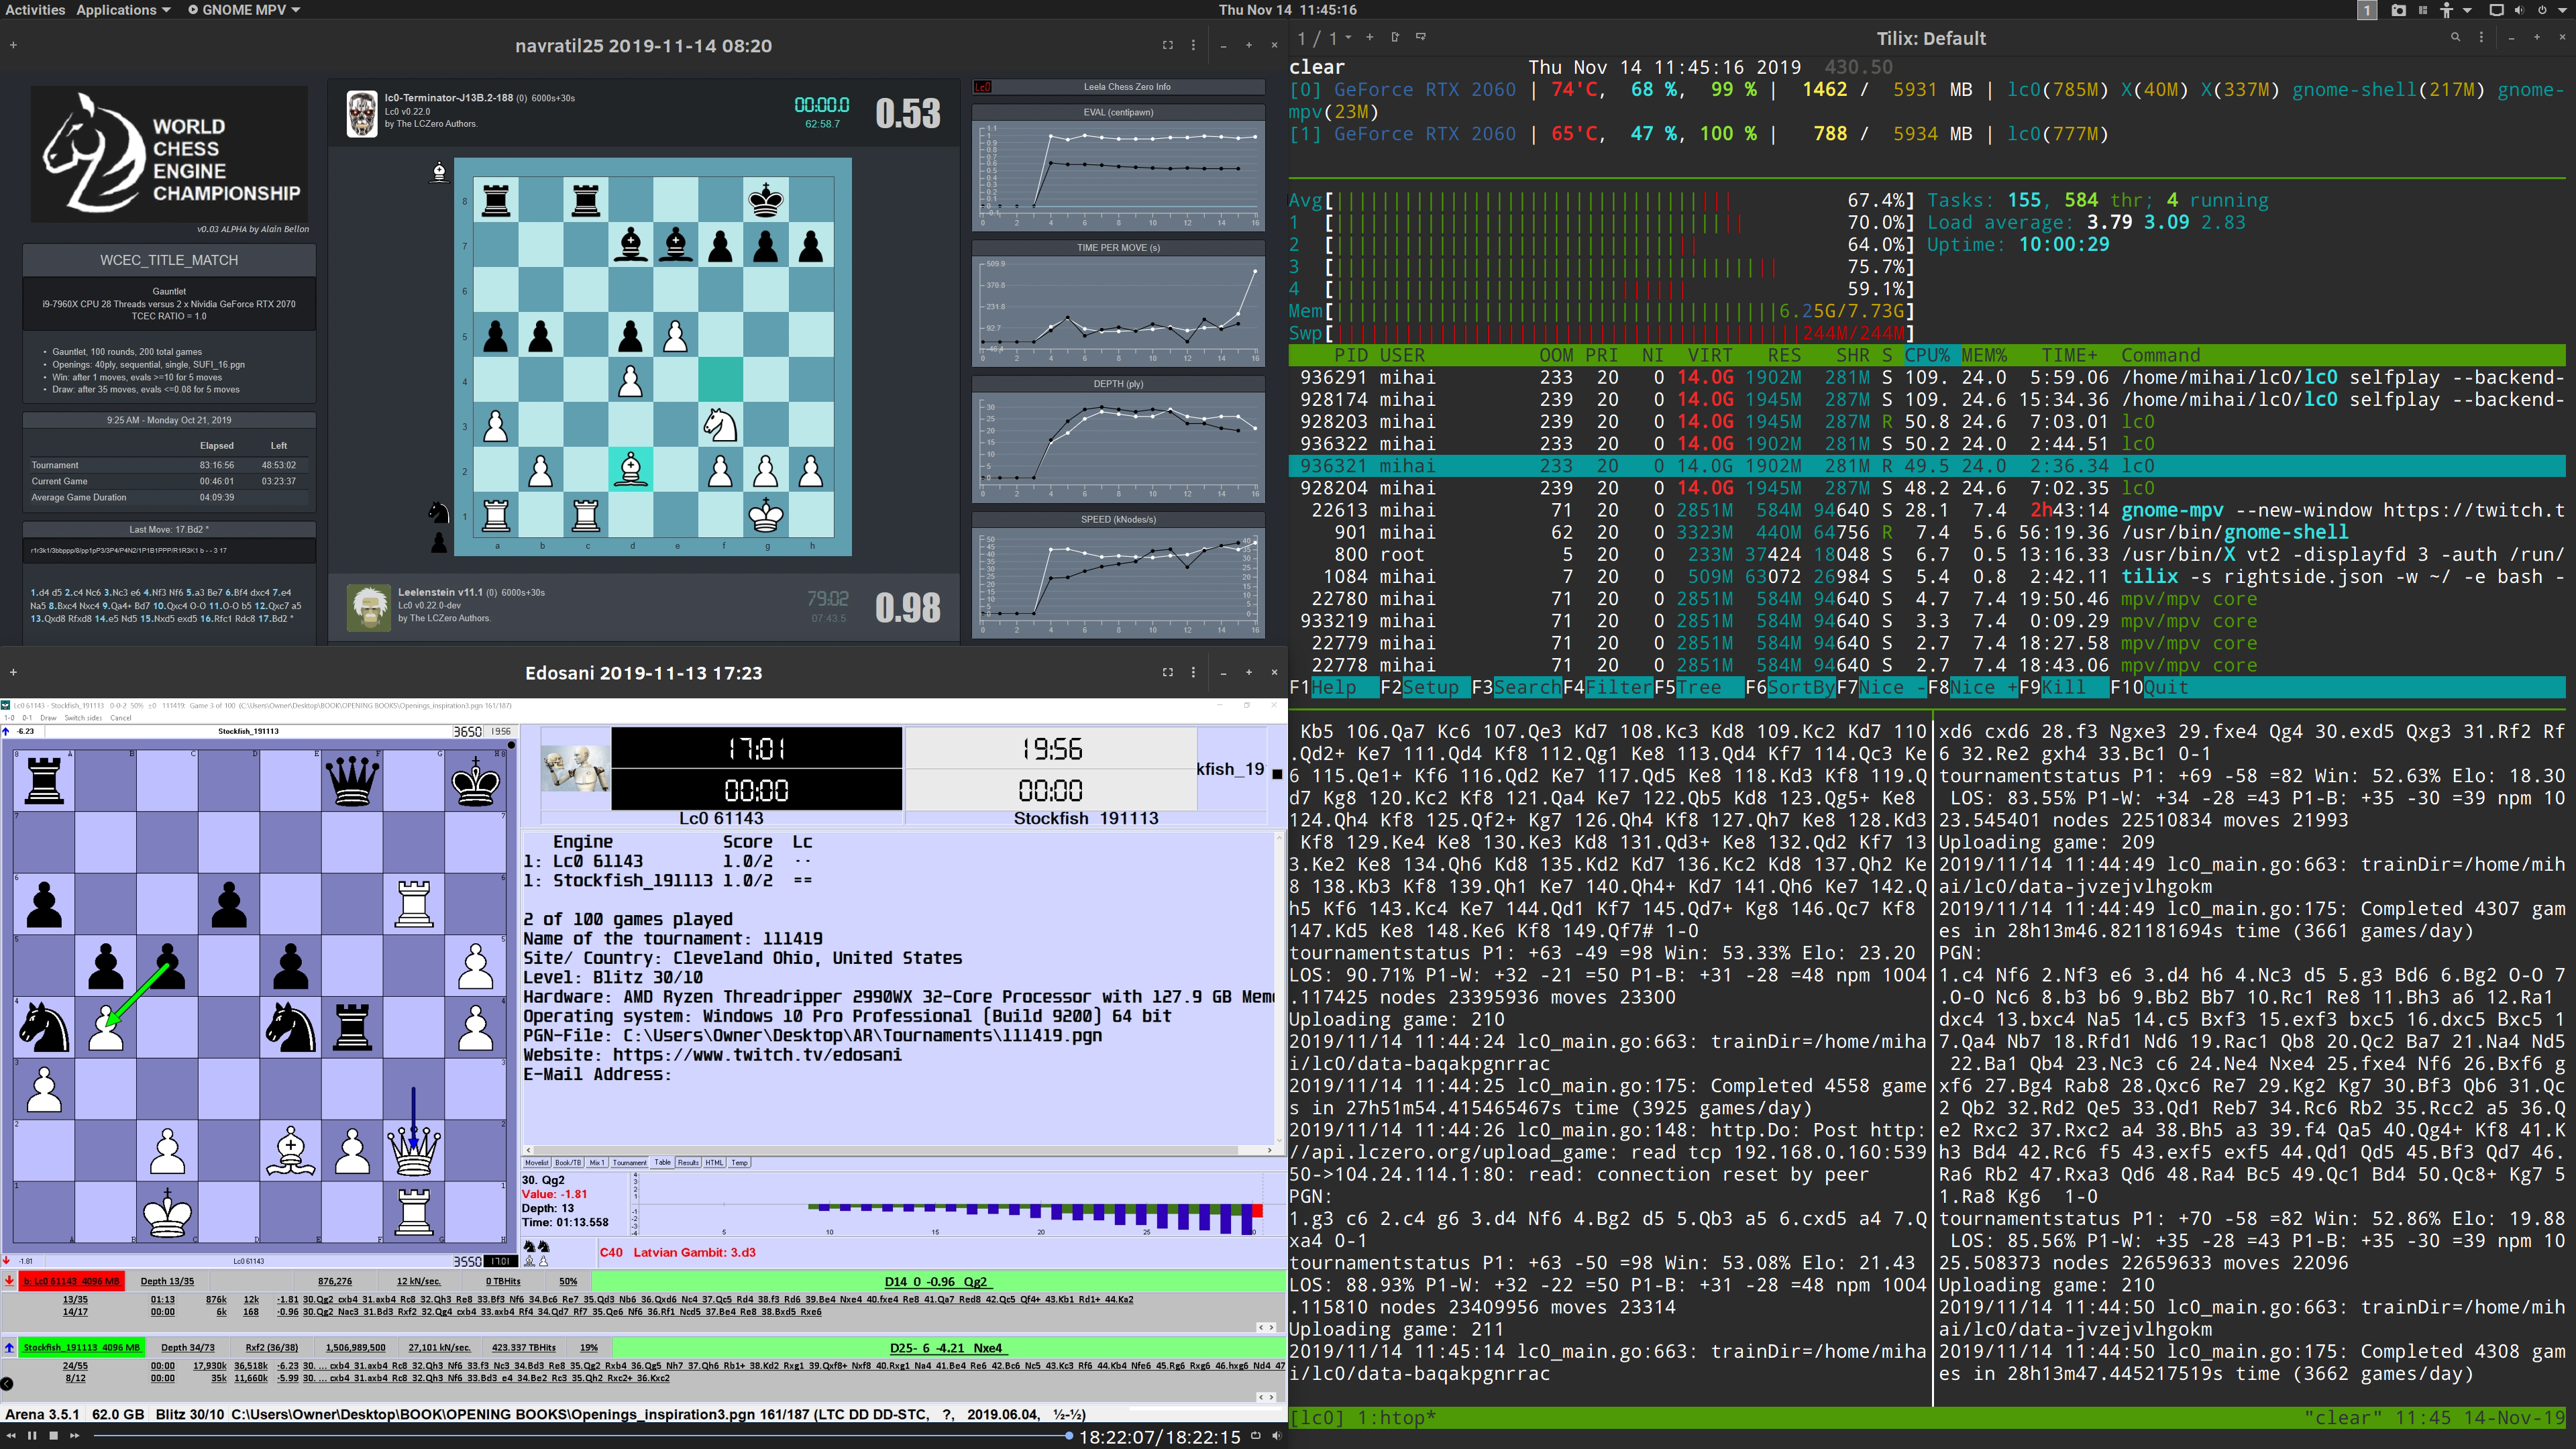 Activities Applications GNOME MPV
Thu Nov 14 11:45:16
1
navratil25 2019-11-14 08:20
WORLD
CHESS
ENGINE
CHAMPIONSHIP
v0.03 ALPHA by Alain Bellon
WCEC_TITLE_MATCH
Gauntlet
i9-7960X CPU 28 Threads versus 2 x Nividia GeForce RTX 2070
TCEC RATIO = 1.0
Gauntlet, 100 rounds, 200 total games
Openings: 40ply, sequential, single, SUFI_16.pgn
Win: after 1 moves, evals >=10 for 5 moves
Draw: after 35 moves, evals <=0.08 for 5 moves
9:25 AM - Monday Oct 21, 2019
Elapsed Left
Tournament 83:16:56 48:53:02
Current Game 00:46:01 03:23:37
Average Game Duration 04:09:39
Last Move: 17.Bd2 *
r1r3k1/3bbppp/8/pp1pP3/3P4/P4N2/1P1B1PPP/R1R3K1 b - - 3 17
1.d4 d5 2.c4 Nc6 3.Nc3 e6 4.Nf3 Nf6 5.a3 Be7 6.Bf4 dxc4 7.e4
Na5 8.Bxc4 Nxc4 9.Qa4+ Bd7 10.Qxc4 O-O 11.O-O b5 12.Qxc7 a5
13.Qxd8 Rfxd8 14.e5 Nd5 15.Nxd5 exd5 16.Rfc1 Rdc8 17.Bd2 *
lc0-Terminator-J13B.2-188 (0) 6000s+30s
Lc0 v0.22.0
by The LCZero Authors.
00:00.0
62:58.7
0.53
8
7
6
5
4
3
2
1
a b c d e f g h
Leelenstein v11.1 (0) 6000s+30s
Lc0 v0.22.0-dev
by The LCZero Authors.
79:02
07:43.5
0.98
Lc0 Leela Chess Zero Info
EVAL (centipawn)
TIME PER MOVE (s)
DEPTH (ply)
SPEED (kNodes/s)
Edosani 2019-11-13 17:23
Lc0 61143 - Stockfish_191113 0-0-2 50% ±0 111419: Game 3 of 100 (C:\Users\Owner\Desktop\BOOK\OPENING BOOKS\Openings_inspiration3.pgn 161/187)
1-0 0-1 Draw Switch sides Cancel
-6.23 Stockfish_191113 3650 19:56
17:01 19:56 kfish_19
00:00 00:00
Lc0 61143 Stockfish 191113
Engine Score Lc
1: Lc0 61143 1.0/2 ··
1: Stockfish_191113 1.0/2 ==
2 of 100 games played
Name of the tournament: 111419
Site/ Country: Cleveland Ohio, United States
Level: Blitz 30/10
Hardware: AMD Ryzen Threadripper 2990WX 32-Core Processor with 127.9 GB Mem
Operating system: Windows 10 Pro Professional (Build 9200) 64 bit
PGN-File: C:\Users\Owner\Desktop\AR\Tournaments\111419.pgn
Website: https://www.twitch.tv/edosani
E-Mail Address:
Movelist Book/TB Mix 1 Tournament Table Results HTML Temp
30. Qg2
Value: -1.81
Depth: 13
Time: 01:13.558
5 10 15 20 25
C40 Latvian Gambit: 3.d3
-1.81 Lc0 61143 3550 17:01
b: Lc0 61143 4096 MB Depth 13/35 876,276 12 kN/sec. 0 TBHits 50% D14 0 -0.96 Qg2
13/35 01:13 876k 12k -1.81 30.Qg2 cxb4 31.axb4 Rc8 32.Qh3 Re8 33.Bf3 Nf6 34.Bc6 Re7 35.Qd3 Nb6 36.Qxd6 Nc4 37.Qc5 Rd4 38.f3 Rd6 39.Be4 Nxe4 40.fxe4 Re8 41.Qa7 Red8 42.Qc5 Qf4+ 43.Kb1 Rd1+ 44.Ka2
14/17 00:00 6k 168 -0.96 30.Qg2 Nac3 31.Bd3 Rxf2 32.Qg4 cxb4 33.axb4 Rf4 34.Qd7 Rf7 35.Qe6 Nf6 36.Rf1 Ncd5 37.Be4 Re8 38.Bxd5 Rxe6
Stockfish_191113 4096 MB Depth 34/73 Rxf2 (36/38) 1,506,989,500 27,101 kN/sec. 423.337 TBHits 19% D25- 6 -4.21 Nxe4
24/55 00:00 17,930k 36,518k -6.23 30. ... cxb4 31.axb4 Rc8 32.Qh3 Nf6 33.f3 Nc3 34.Bd3 Re8 35.Qg2 Rxb4 36.Qg5 Nh7 37.Qh6 Rb1+ 38.Kd2 Rxg1 39.Qxf8+ Nxf8 40.Rxg1 Na4 41.Be4 Re6 42.Bc6 Nc5 43.Kc3 Rf6 44.Kb4 Nfe6 45.Rg6 Rxg6 46.hxg6 Nd4 47
8/12 00:00 35k 11,660k -5.99 30. ... cxb4 31.axb4 Rc8 32.Qh3 Nf6 33.Bd3 e4 34.Be2 Rc3 35.Qh2 Rxc2+ 36.Kxc2
Arena 3.5.1 62.0 GB Blitz 30/10 C:\Users\Owner\Desktop\BOOK\OPENING BOOKS\Openings_inspiration3.pgn 161/187 (LTC DD DD-STC, ?, 2019.06.04, ½-½)
18:22:07/18:22:15
1 / 1 Tilix: Default
clear Thu Nov 14 11:45:16 2019 430.50
[0] GeForce RTX 2060 | 74'C, 68 %, 99 % | 1462 / 5931 MB | lc0(785M) X(40M) X(337M) gnome-shell(217M) gnome-
mpv(23M)
[1] GeForce RTX 2060 | 65'C, 47 %, 100 % | 788 / 5934 MB | lc0(777M)
Avg[ 67.4%] Tasks: 155, 584 thr; 4 running
1 [ 70.0%] Load average: 3.79 3.09 2.83
2 [ 64.0%] Uptime: 10:00:29
3 [ 75.7%]
4 [ 59.1%]
Mem[ 6.25G/7.73G]
Swp[ 244M/244M]
PID USER OOM PRI NI VIRT RES SHR S CPU% MEM% TIME+ Command
936291 mihai 233 20 0 14.0G 1902M 281M S 109. 24.0 5:59.06 /home/mihai/lc0/lc0 selfplay --backend-
928174 mihai 239 20 0 14.0G 1945M 287M S 109. 24.6 15:34.36 /home/mihai/lc0/lc0 selfplay --backend-
928203 mihai 239 20 0 14.0G 1945M 287M R 50.8 24.6 7:03.01 lc0
936322 mihai 233 20 0 14.0G 1902M 281M S 50.2 24.0 2:44.51 lc0
936321 mihai 233 20 0 14.0G 1902M 281M R 49.5 24.0 2:36.34 lc0
928204 mihai 239 20 0 14.0G 1945M 287M S 48.2 24.6 7:02.35 lc0
22613 mihai 71 20 0 2851M 584M 94640 S 28.1 7.4 2h43:14 gnome-mpv --new-window https://twitch.t
901 mihai 62 20 0 3323M 440M 64756 R 7.4 5.6 56:19.36 /usr/bin/gnome-shell
800 root 5 20 0 233M 37424 18048 S 6.7 0.5 13:16.33 /usr/bin/X vt2 -displayfd 3 -auth /run/
1084 mihai 7 20 0 509M 63072 26984 S 5.4 0.8 2:42.11 tilix -s rightside.json -w ~/ -e bash -
22780 mihai 71 20 0 2851M 584M 94640 S 4.7 7.4 19:50.46 mpv/mpv core
933219 mihai 71 20 0 2851M 584M 94640 S 3.3 7.4 0:09.29 mpv/mpv core
22779 mihai 71 20 0 2851M 584M 94640 S 2.7 7.4 18:27.58 mpv/mpv core
22778 mihai 71 20 0 2851M 584M 94640 S 2.7 7.4 18:43.06 mpv/mpv core
F1Help F2Setup F3SearchF4FilterF5Tree F6SortByF7Nice -F8Nice +F9Kill F10Quit
Kb5 106.Qa7 Kc6 107.Qe3 Kd7 108.Kc3 Kd8 109.Kc2 Kd7 110
.Qd2+ Ke7 111.Qd4 Kf8 112.Qg1 Ke8 113.Qd4 Kf7 114.Qc3 Ke
6 115.Qe1+ Kf6 116.Qd2 Ke7 117.Qd5 Ke8 118.Kd3 Kf8 119.Q
d7 Kg8 120.Kc2 Kf8 121.Qa4 Ke7 122.Qb5 Kd8 123.Qg5+ Ke8
124.Qh4 Kf8 125.Qf2+ Kg7 126.Qh4 Kf8 127.Qh7 Ke8 128.Kd3
Kf8 129.Ke4 Ke8 130.Ke3 Kd8 131.Qd3+ Ke8 132.Qd2 Kf7 13
3.Ke2 Ke8 134.Qh6 Kd8 135.Kd2 Kd7 136.Kc2 Kd8 137.Qh2 Ke
8 138.Kb3 Kf8 139.Qh1 Ke7 140.Qh4+ Kd7 141.Qh6 Ke7 142.Q
h5 Kf6 143.Kc4 Ke7 144.Qd1 Kf7 145.Qd7+ Kg8 146.Qc7 Kf8
147.Kd5 Ke8 148.Ke6 Kf8 149.Qf7# 1-0
tournamentstatus P1: +63 -49 =98 Win: 53.33% Elo: 23.20
LOS: 90.71% P1-W: +32 -21 =50 P1-B: +31 -28 =48 npm 1004
.117425 nodes 23395936 moves 23300
Uploading game: 210
2019/11/14 11:44:24 lc0_main.go:663: trainDir=/home/miha
i/lc0/data-baqakpgnrrac
2019/11/14 11:44:25 lc0_main.go:175: Completed 4558 game
s in 27h51m54.415465467s time (3925 games/day)
2019/11/14 11:44:26 lc0_main.go:148: http.Do: Post http:
//api.lczero.org/upload_game: read tcp 192.168.0.160:539
50->104.24.114.1:80: read: connection reset by peer
PGN:
1.g3 c6 2.c4 g6 3.d4 Nf6 4.Bg2 d5 5.Qb3 a5 6.cxd5 a4 7.Q
xa4 0-1
tournamentstatus P1: +63 -50 =98 Win: 53.08% Elo: 21.43
LOS: 88.93% P1-W: +32 -22 =50 P1-B: +31 -28 =48 npm 1004
.115810 nodes 23409956 moves 23314
Uploading game: 211
2019/11/14 11:45:14 lc0_main.go:663: trainDir=/home/miha
i/lc0/data-baqakpgnrrac
xd6 cxd6 28.f3 Ngxe3 29.fxe4 Qg4 30.exd5 Qxg3 31.Rf2 Rf
6 32.Re2 gxh4 33.Bc1 0-1
tournamentstatus P1: +69 -58 =82 Win: 52.63% Elo: 18.30
LOS: 83.55% P1-W: +34 -28 =43 P1-B: +35 -30 =39 npm 10
23.545401 nodes 22510834 moves 21993
Uploading game: 209
2019/11/14 11:44:49 lc0_main.go:663: trainDir=/home/mih
ai/lc0/data-jvzejvlhgokm
2019/11/14 11:44:49 lc0_main.go:175: Completed 4307 gam
es in 28h13m46.821181694s time (3661 games/day)
PGN:
1.c4 Nf6 2.Nf3 e6 3.d4 h6 4.Nc3 d5 5.g3 Bd6 6.Bg2 O-O 7
.O-O Nc6 8.b3 b6 9.Bb2 Bb7 10.Rc1 Re8 11.Bh3 a6 12.Ra1
dxc4 13.bxc4 Na5 14.c5 Bxf3 15.exf3 bxc5 16.dxc5 Bxc5 1
7.Qa4 Nb7 18.Rfd1 Nd6 19.Rac1 Qb8 20.Qc2 Ba7 21.Na4 Nd5
22.Ba1 Qb4 23.Nc3 c6 24.Ne4 Nxe4 25.fxe4 Nf6 26.Bxf6 g
xf6 27.Bg4 Rab8 28.Qxc6 Re7 29.Kg2 Kg7 30.Bf3 Qb6 31.Qc
2 Qb2 32.Rd2 Qe5 33.Qd1 Reb7 34.Rc6 Rb2 35.Rcc2 a5 36.Q
e2 Rxc2 37.Rxc2 a4 38.Bh5 a3 39.f4 Qa5 40.Qg4+ Kf8 41.K
h3 Bd4 42.Rc6 f5 43.exf5 exf5 44.Qd1 Qd5 45.Bf3 Qd7 46.
Ra6 Rb2 47.Rxa3 Qd6 48.Ra4 Bc5 49.Qc1 Bd4 50.Qc8+ Kg7 5
1.Ra8 Kg6 1-0
tournamentstatus P1: +70 -58 =82 Win: 52.86% Elo: 19.88
LOS: 85.56% P1-W: +35 -28 =43 P1-B: +35 -30 =39 npm 10
25.508373 nodes 22659633 moves 22096
Uploading game: 210
2019/11/14 11:44:50 lc0_main.go:663: trainDir=/home/mih
ai/lc0/data-jvzejvlhgokm
2019/11/14 11:44:50 lc0_main.go:175: Completed 4308 gam
es in 28h13m47.445217519s time (3662 games/day)
[lc0] 1:htop* "clear" 11:45 14-Nov-19